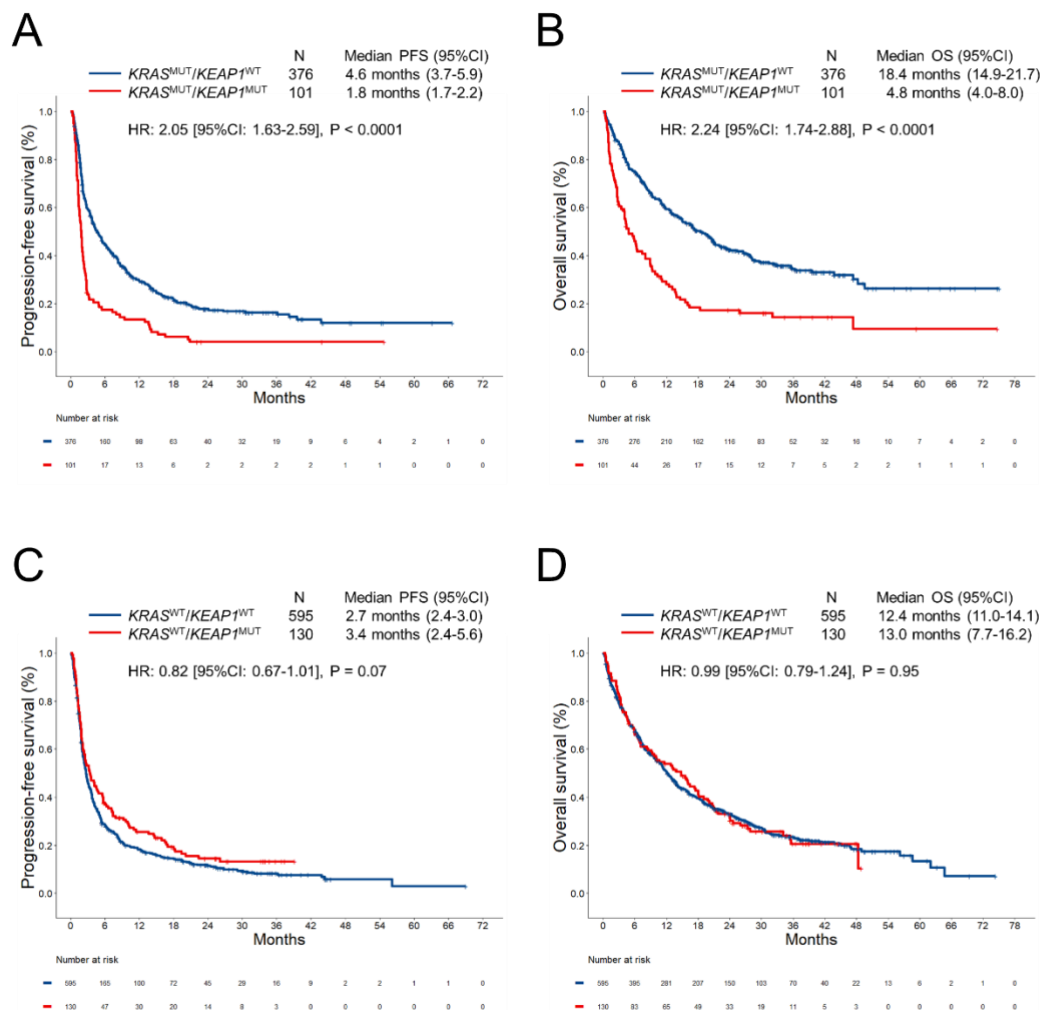 A
N Median PFS (95%CI)
KRASMUT/KEAP1WT 376 4.6 months (3.7-5.9)
KRASMUT/KEAP1MUT 101 1.8 months (1.7-2.2)
HR: 2.05 [95%CI: 1.63-2.59], P < 0.0001
Progression-free survival (%)
1.0
0.8
0.6
0.4
0.2
0.0
0 6 12 18 24 30 36 42 48 54 60 66 72
Months
Number at risk
376 160 98 63 40 32 19 9 6 4 2 1 0
101 17 13 6 2 2 2 2 1 1 0 0 0
B
N Median OS (95%CI)
KRASMUT/KEAP1WT 376 18.4 months (14.9-21.7)
KRASMUT/KEAP1MUT 101 4.8 months (4.0-8.0)
HR: 2.24 [95%CI: 1.74-2.88], P < 0.0001
Overall survival (%)
1.0
0.8
0.6
0.4
0.2
0.0
0 6 12 18 24 30 36 42 48 54 60 66 72 78
Months
Number at risk
376 276 210 162 116 83 52 32 16 10 7 4 2 0
101 44 26 17 15 12 7 5 2 2 1 1 1 0
C
N Median PFS (95%CI)
KRASWT/KEAP1WT 595 2.7 months (2.4-3.0)
KRASWT/KEAP1MUT 130 3.4 months (2.4-5.6)
HR: 0.82 [95%CI: 0.67-1.01], P = 0.07
Progression-free survival (%)
1.0
0.8
0.6
0.4
0.2
0.0
0 6 12 18 24 30 36 42 48 54 60 66 72
Months
Number at risk
595 165 100 72 45 29 16 9 2 2 1 1 0
130 47 30 20 14 8 3 0 0 0 0 0 0
D
N Median OS (95%CI)
KRASWT/KEAP1WT 595 12.4 months (11.0-14.1)
KRASWT/KEAP1MUT 130 13.0 months (7.7-16.2)
HR: 0.99 [95%CI: 0.79-1.24], P = 0.95
Overall survival (%)
1.0
0.8
0.6
0.4
0.2
0.0
0 6 12 18 24 30 36 42 48 54 60 66 72 78
Months
Number at risk
595 395 281 207 150 103 70 40 22 13 6 2 1 0
130 83 65 49 33 19 11 5 3 0 0 0 0 0